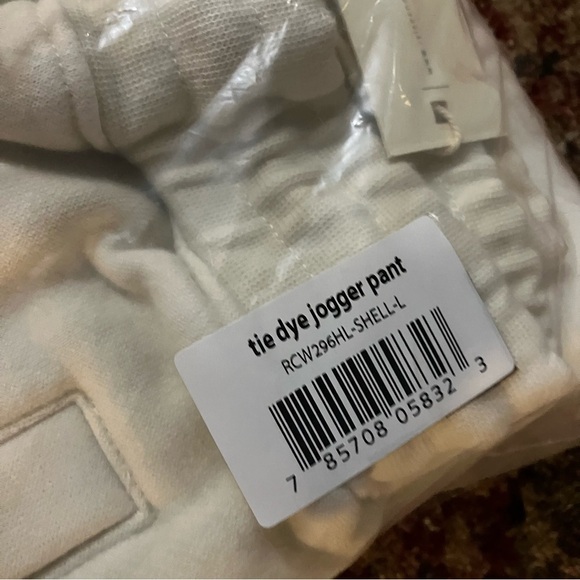 tie dye jogger pant
RCW296HL-SHELL-L
7 85708 05832 3